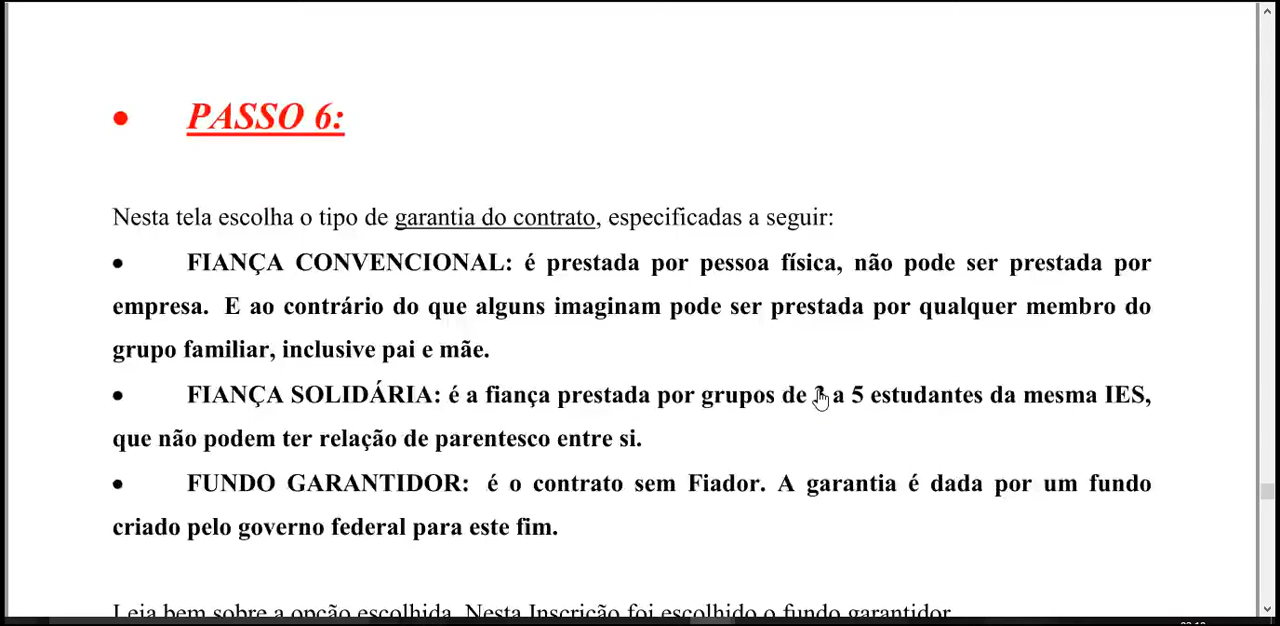 PASSO 6:
Nesta tela escolha o tipo de garantia do contrato, especificadas a seguir:
FIANÇA CONVENCIONAL: é prestada por pessoa física, não pode ser prestada por
empresa. E ao contrário do que alguns imaginam pode ser prestada por qualquer membro do
grupo familiar, inclusive pai e mãe.
FIANÇA SOLIDÁRIA: é a fiança prestada por grupos de a 5 estudantes da mesma IES,
que não podem ter relação de parentesco entre si.
FUNDO GARANTIDOR: é o contrato sem Fiador. A garantia é dada por um fundo
criado pelo governo federal para este fim.
Leia bem sobre a opção escolhida. Nesta Inscrição foi escolhido o fundo garantidor